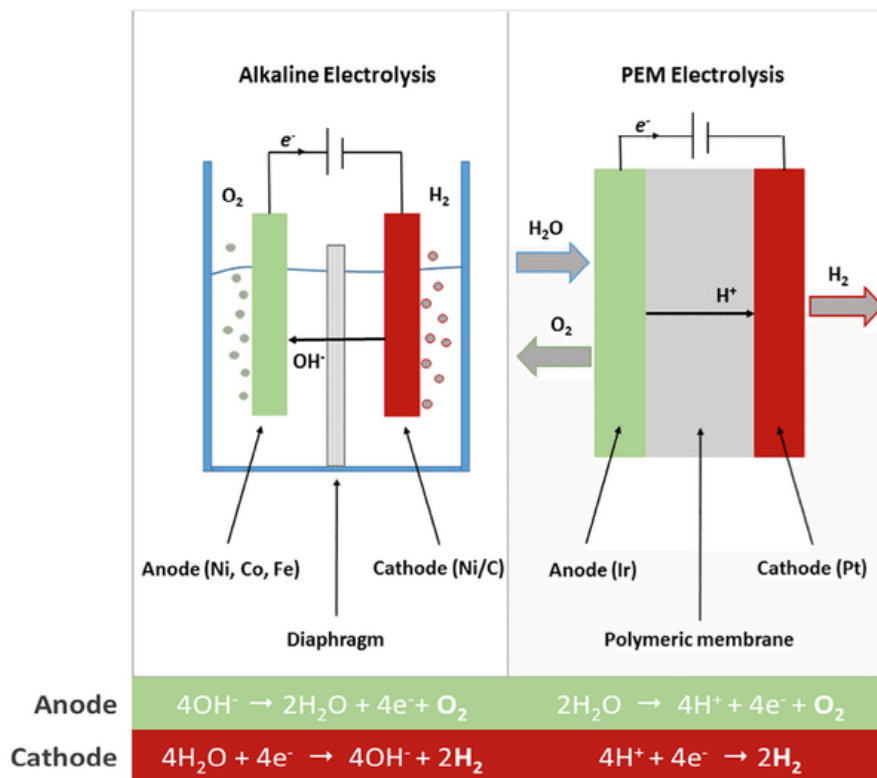 Alkaline Electrolysis
PEM Electrolysis
e⁻
e⁻
O₂
H₂
H₂O
H₂
H⁺
O₂
OH⁻
Anode (Ni, Co, Fe)
Cathode (Ni/C)
Anode (Ir)
Cathode (Pt)
Diaphragm
Polymeric membrane
Anode 4OH⁻ → 2H₂O + 4e⁻ + O₂ 2H₂O → 4H⁺ + 4e⁻ + O₂
Cathode 4H₂O + 4e⁻ → 4OH⁻ + 2H₂ 4H⁺ + 4e⁻ → 2H₂